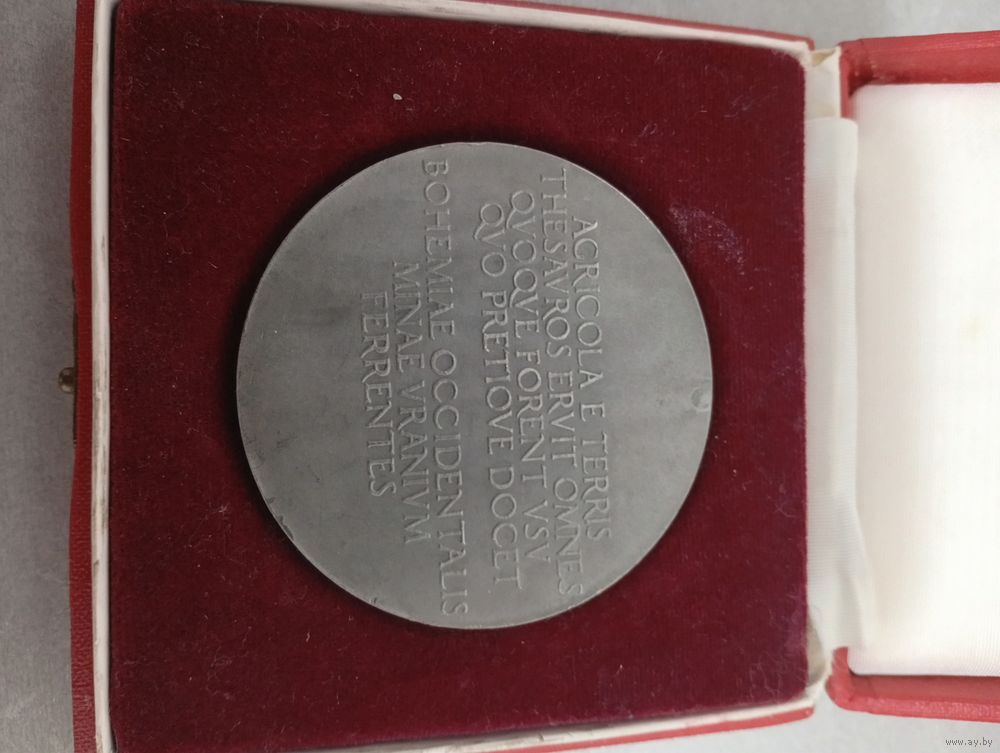 AGRICOLA E TERRIS
THESAVROS ERVIT OMNES
QVOQVE FORENT VSV
QVO PRETIOVE DOCET
BOHEMIAE OCCIDENTALIS
MINAE VRANIVM
FERRENTES
www.ay.by